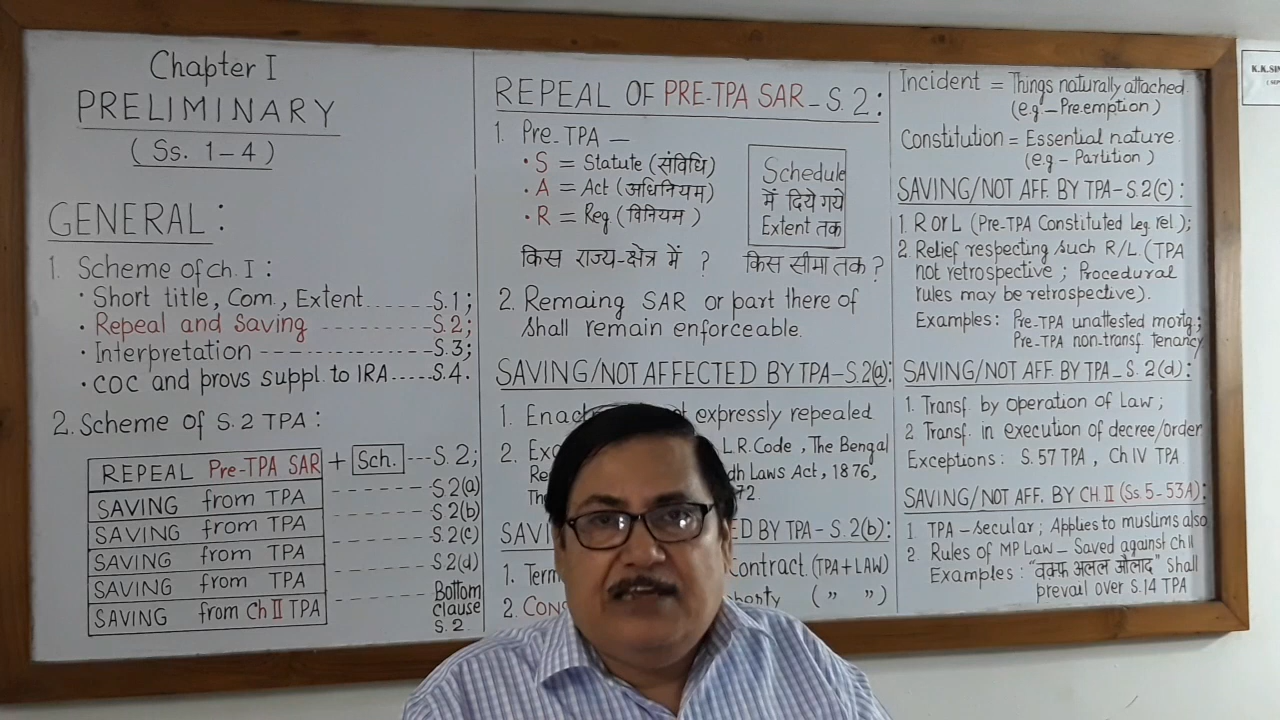 Chapter I
PRELIMINARY
(Ss. 1-4)
GENERAL:
1. Scheme of ch. I:
• Short title, Com., Extent......S.1;
• Repeal and Saving --------S.2;
• Interpretation --------------S.3;
• COC and provs suppl. to IRA.....S.4.
2. Scheme of S.2 TPA:
REPEAL Pre-TPA SAR + Sch. ---S.2;
SAVING from TPA ------S.2(a)
SAVING from TPA ------S.2(b)
SAVING from TPA ------S.2(c)
SAVING from TPA ------S.2(d)
SAVING from Ch II TPA ------Bottom
clause
S.2.
REPEAL OF PRE-TPA SAR-S.2:
1. Pre-TPA —
• S = Statute (संविधि)
• A = Act (अधिनियम)
• R = Reg (विनियम)
Schedule
में दिये गये
Extent तक
किस राज्य-क्षेत्र में ? किस सीमा तक ?
2. Remaing SAR or part there of
shall remain enforceable.
SAVING/NOT AFFECTED BY TPA-S.2(a):
1. expressly repealed
2. L.R.Code, The Bengal
Laws Act, 1876,
72.
BY TPA-S.2(b):
1. Contract. (TPA+LAW)
2. ( " " )
Incident = Things naturally attached.
(e.g - Pre.emption)
Constitution = Essential nature.
(e.g - Partition)
SAVING/NOT AFF. BY TPA-S.2(c):
1. R or L (Pre-TPA Constituted Leg. rel.);
2. Relief respecting such R/L. (TPA
not retrospective; Procedural
rules may be retrospective).
Examples: Pre-TPA unattested mortg;
Pre-TPA non-transf. tenancy
SAVING/NOT AFF. BY TPA-S.2(d):
1. Transf. by operation of Law;
2 Transf. in execution of decree/order
Exceptions: S.57 TPA, Ch IV TPA.
SAVING/NOT AFF. BY CH II (Ss.5-53A):
1. TPA-secular; Applies to muslims also
2. Rules of MP Law-Saved against Ch II
Examples: "वक्फ अलल औलाद" Shall
prevail over S.14 TPA